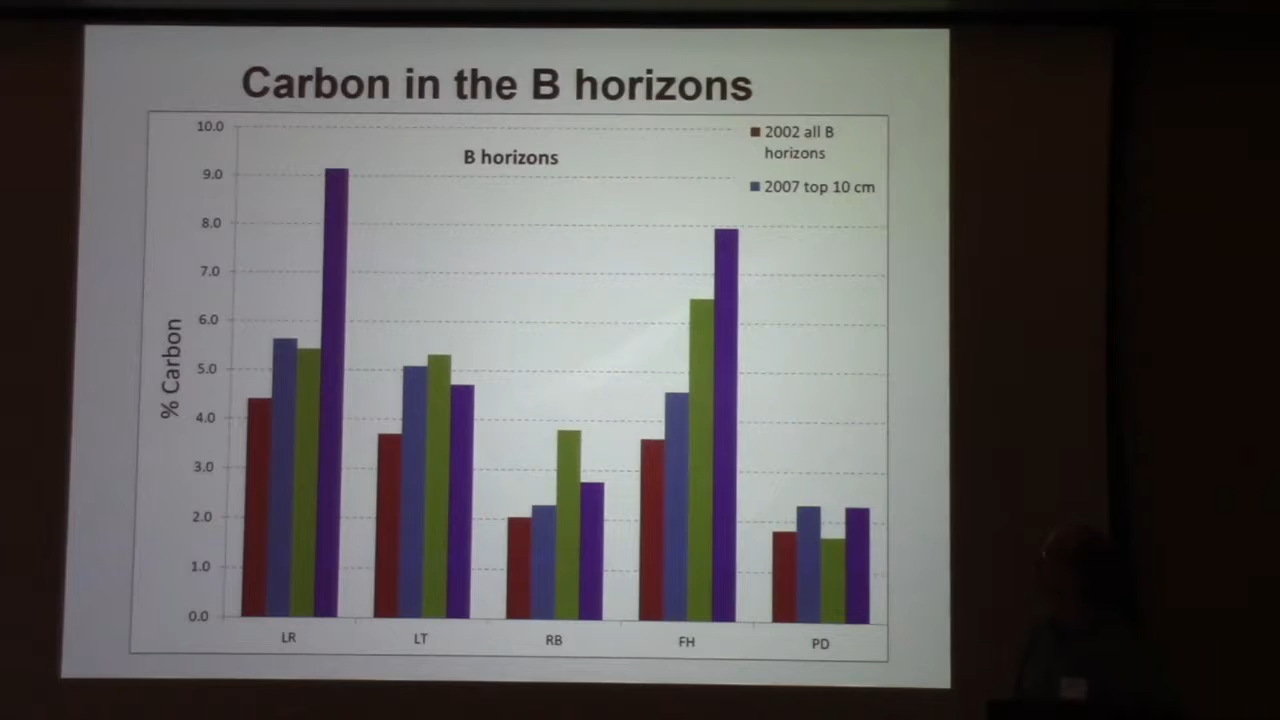 Carbon in the B horizons
10.0
2002 all B
horizons
B horizons
9.0
2007 top 10 cm
8.0
7.0
6.0
5.0
4.0
3.0
2.0
1.0
0.0
% Carbon
LR
LT
RB
FH
PD